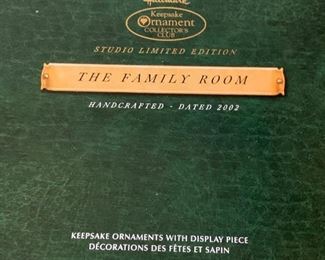 Hallmark
Keepsake
Ornament
COLLECTOR'S
CLUB
STUDIO LIMITED EDITION
THE FAMILY ROOM
HANDCRAFTED - DATED 2002
KEEPSAKE ORNAMENTS WITH DISPLAY PIECE
DÉCORATIONS DES FÊTES ET SAPIN